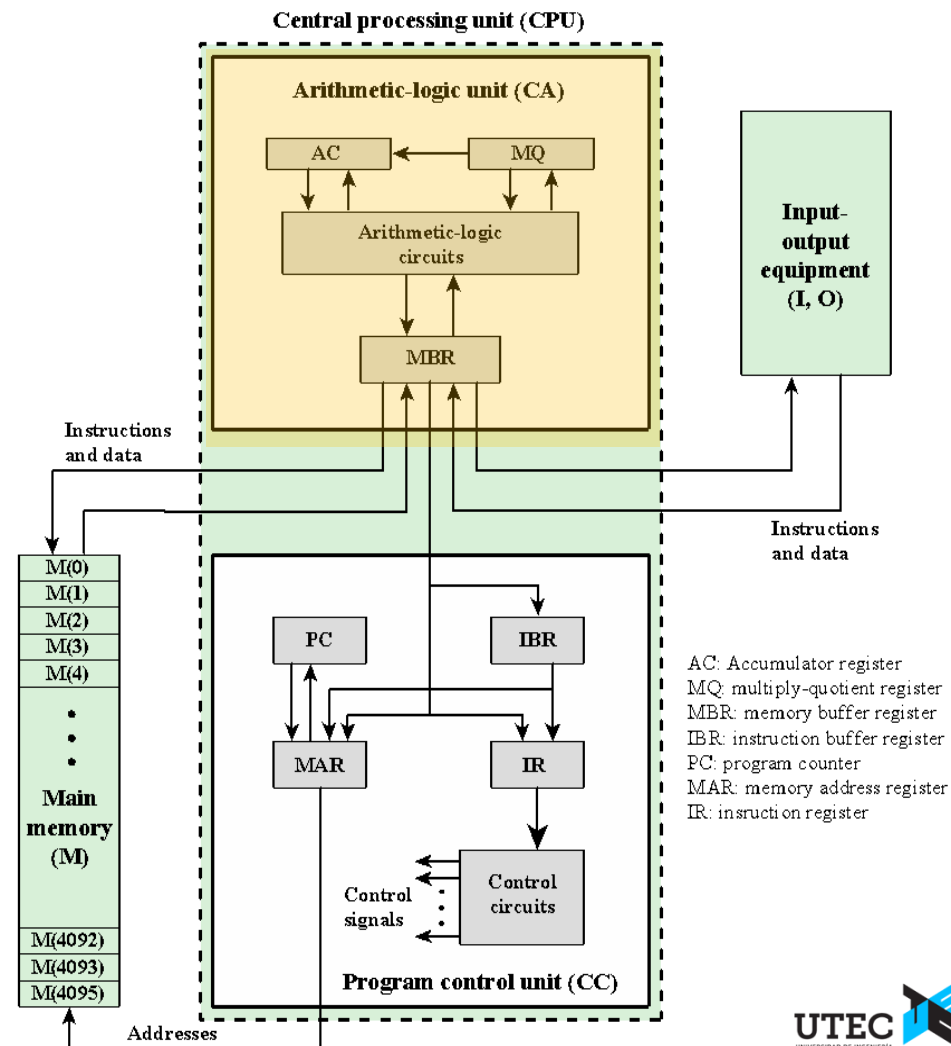 Central processing unit (CPU)
Arithmetic-logic unit (CA)
AC
MQ
Arithmetic-logic
circuits
MBR
Input-
output
equipment
(I, O)
Instructions
and data
Instructions
and data
M(0)
M(1)
M(2)
M(3)
M(4)
Main
memory
(M)
M(4092)
M(4093)
M(4095)
Addresses
PC
IBR
MAR
IR
Control
signals
Control
circuits
Program control unit (CC)
AC: Accumulator register
MQ: multiply-quotient register
MBR: memory buffer register
IBR: instruction buffer register
PC: program counter
MAR: memory address register
IR: insruction register
UTEC